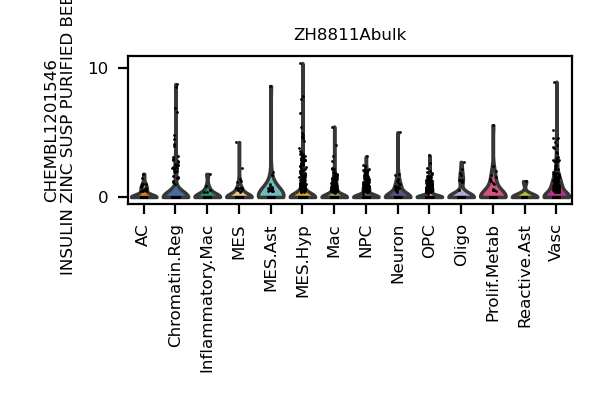 ZH8811Abulk
CHEMBL1201546
INSULIN ZINC SUSP PURIFIED
10
0
AC
Chromatin.Reg
Inflammatory.Mac
MES
MES.Ast
MES.Hyp
Mac
NPC
Neuron
OPC
Oligo
Prolif.Metab
Reactive.Ast
Vasc